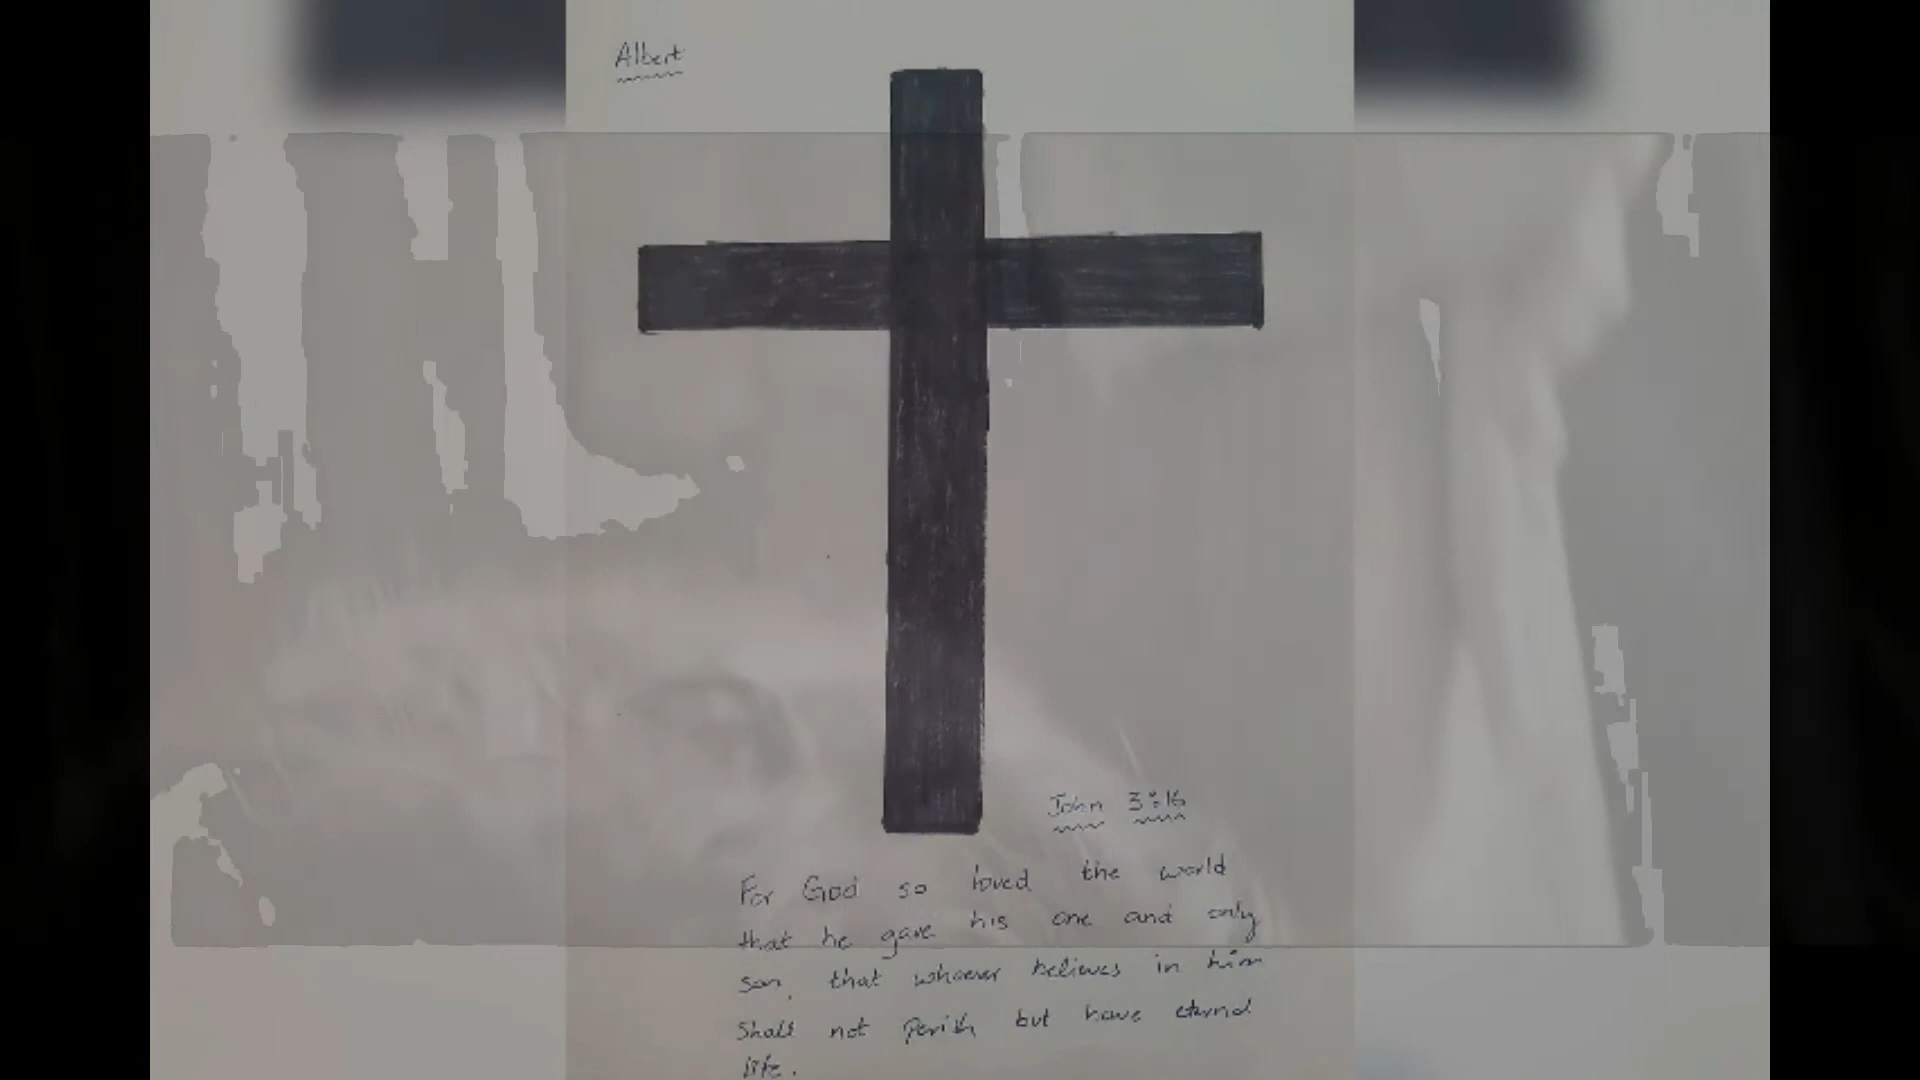 Albert
John 3:16
For God so loved the world
that he gave his one and only
son, that whoever believes in him
Shall not Perish but have eternal
life.